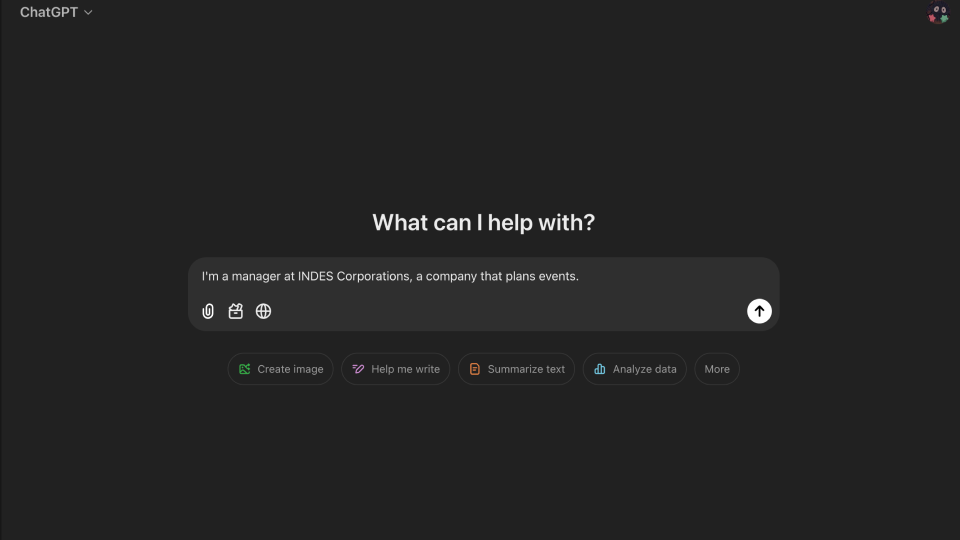 ChatGPT
What can I help with?
I'm a manager at INDES Corporations, a company that plans events.
Create image
Help me write
Summarize text
Analyze data
More